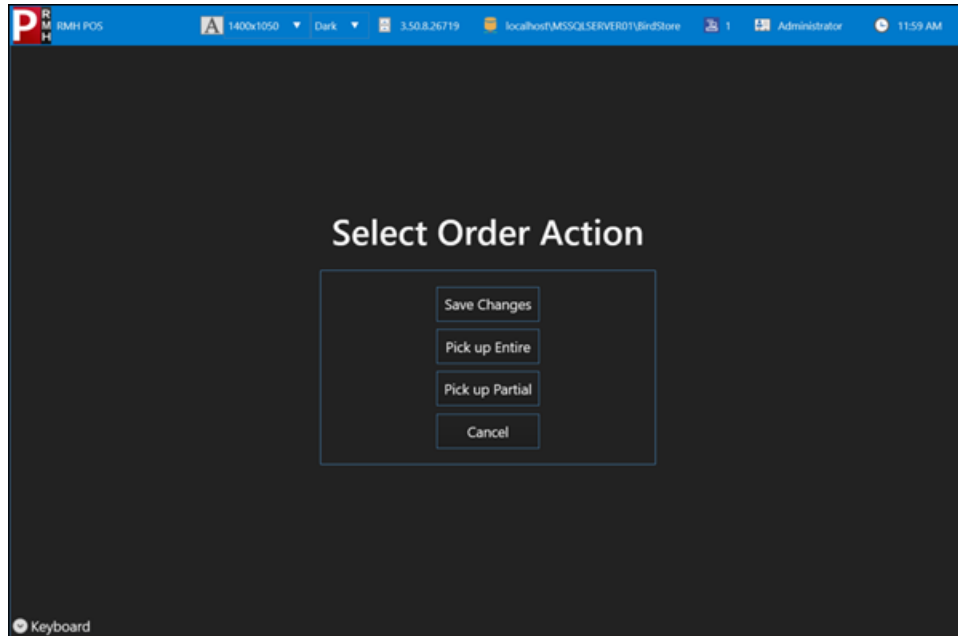 P RMH RMH POS A 1400x1050 Dark 3.50.8.26719 localhost\MSSQLSERVER01\BirdStore 1 Administrator 11:59 AM
Select Order Action
Save Changes
Pick up Entire
Pick up Partial
Cancel
Keyboard